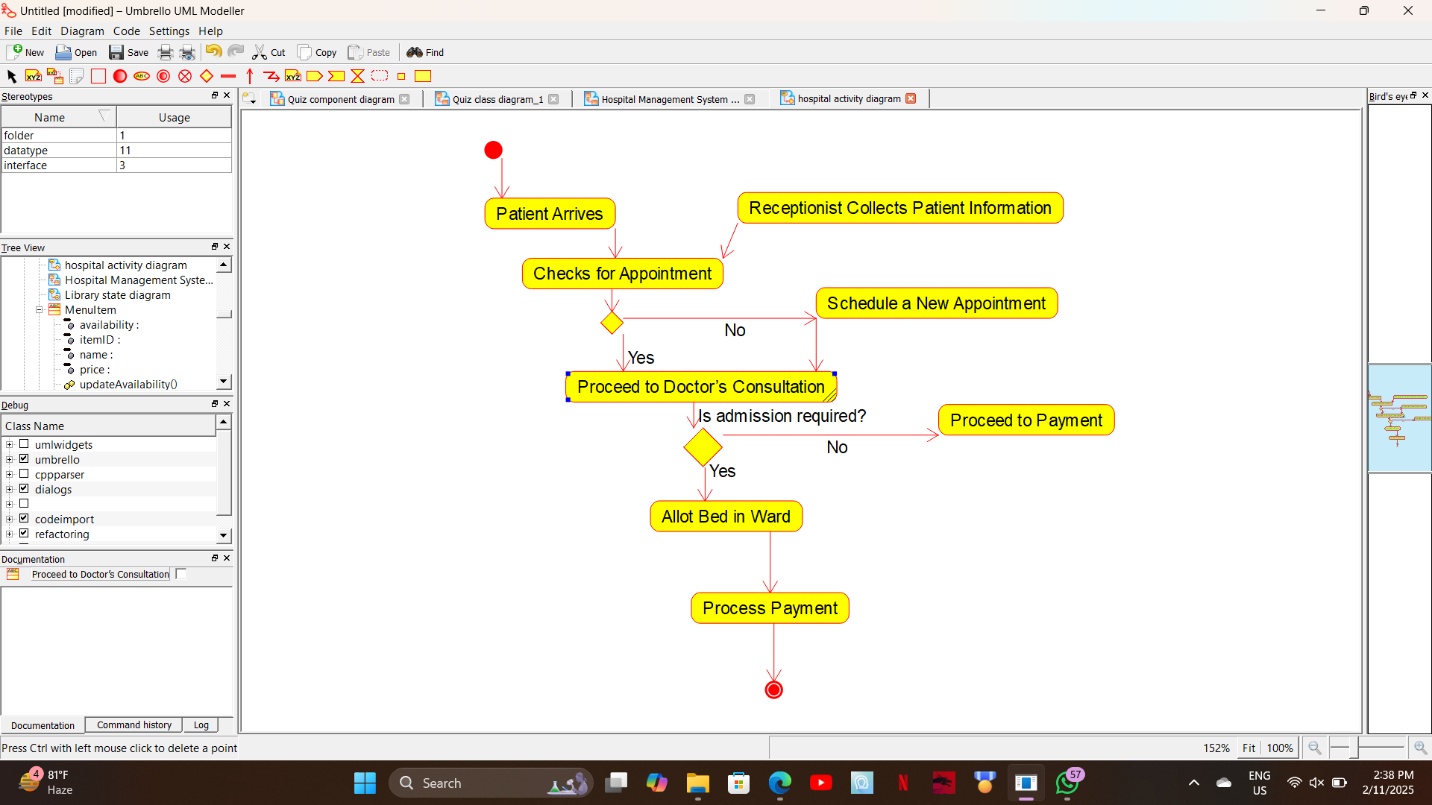 Untitled [modified] – Umbrello UML Modeller
File Edit Diagram Code Settings Help
New Open Save Cut Copy Paste Find
Stereotypes
Quiz component diagram Quiz class diagram_1 Hospital Management System ... hospital activity diagram
Bird's eye
Name Usage
folder 1
datatype 11
interface 3
Tree View
hospital activity diagram
Hospital Management Syste...
Library state diagram
MenuItem
availability :
itemID :
name :
price :
updateAvailability()
Debug
Class Name
umlwidgets
umbrello
cppparser
dialogs
codeimport
refactoring
Documentation
Proceed to Doctor's Consultation
Documentation Command history Log
Patient Arrives
Receptionist Collects Patient Information
Checks for Appointment
Schedule a New Appointment
No
Yes
Proceed to Doctor’s Consultation
Is admission required?
Proceed to Payment
No
Yes
Allot Bed in Ward
Process Payment
Press Ctrl with left mouse click to delete a point
152% Fit 100%
4
81°F
Haze
Search
57
ENG
US
2:38 PM
2/11/2025